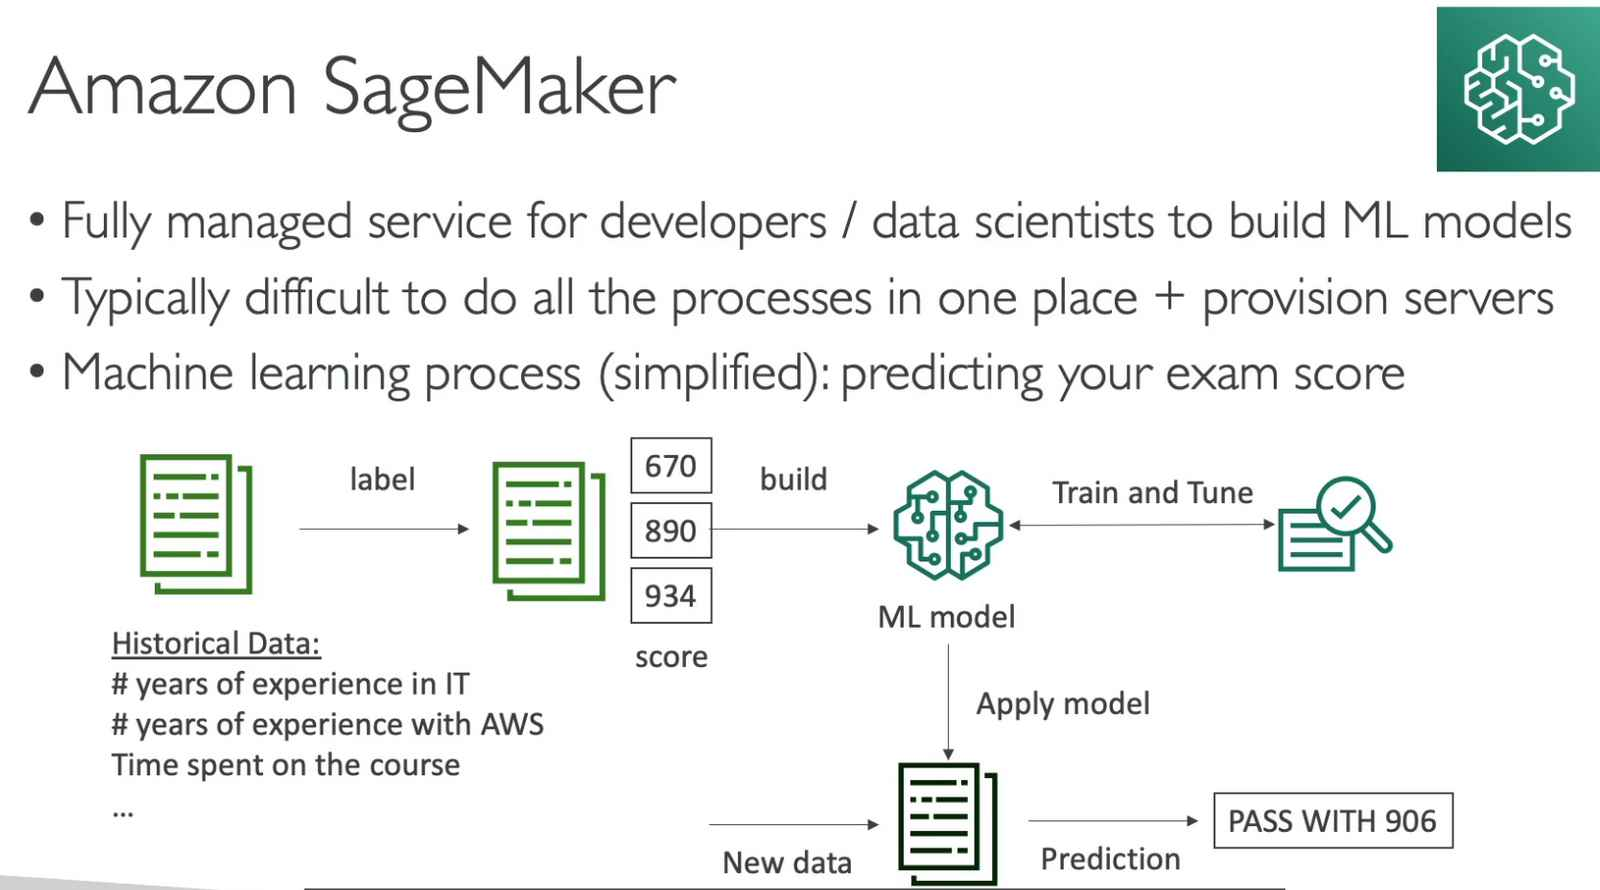 Amazon SageMaker
• Fully managed service for developers / data scientists to build ML models
• Typically difficult to do all the processes in one place + provision servers
• Machine learning process (simplified): predicting your exam score
label
670
890
934
score
build
Train and Tune
ML model
Historical Data:
# years of experience in IT
# years of experience with AWS
Time spent on the course
...
Apply model
New data
Prediction
PASS WITH 906